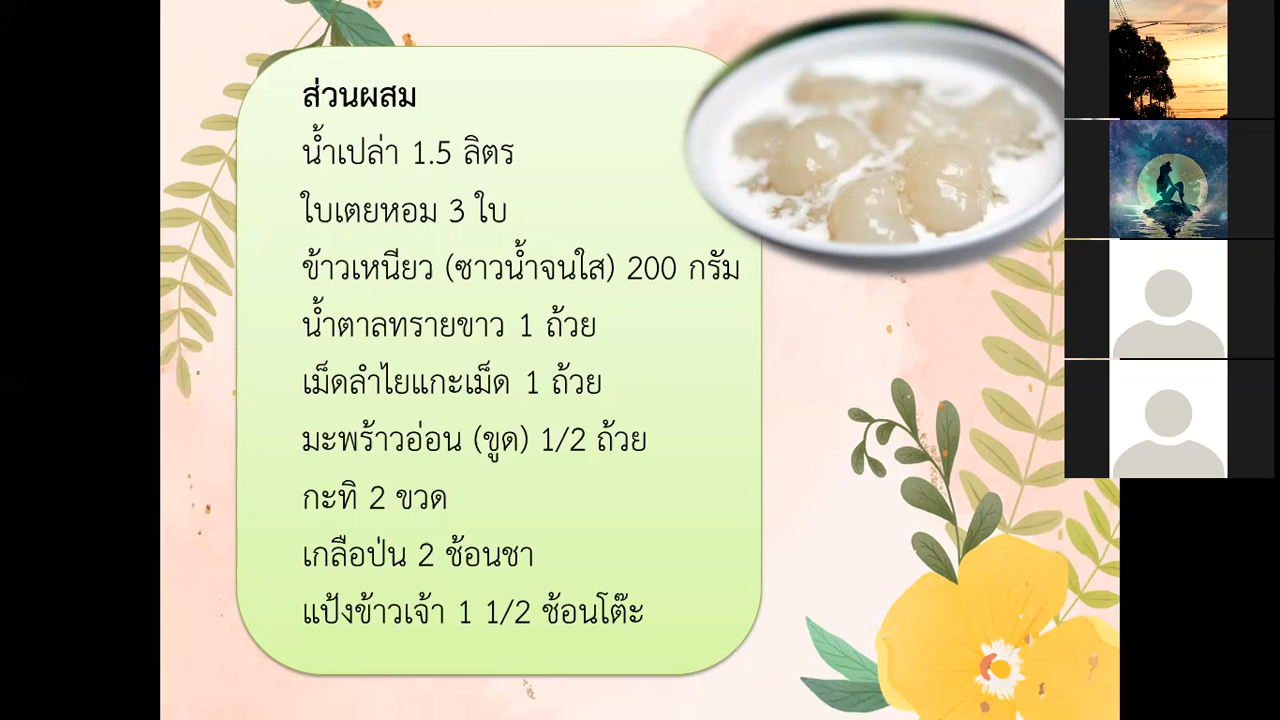 ส่วนผสม
น้ำเปล่า 1.5 ลิตร
ใบเตยหอม 3 ใบ
ข้าวเหนียว (ซาวน้ำจนใส) 200 กรัม
น้ำตาลทรายขาว 1 ถ้วย
เม็ดลำไยแกะเม็ด 1 ถ้วย
มะพร้าวอ่อน (ขูด) 1/2 ถ้วย
กะทิ 2 ขวด
เกลือป่น 2 ช้อนชา
แป้งข้าวเจ้า 1 1/2 ช้อนโต๊ะ